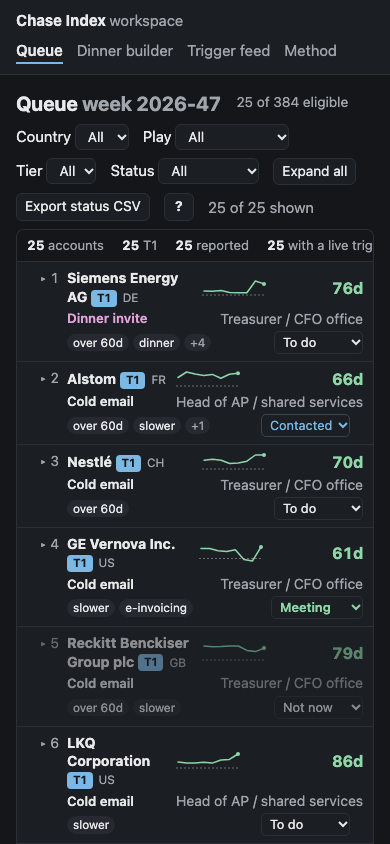 Chase Index workspace
Queue Dinner builder Trigger feed Method
Queue week 2026-47 25 of 384 eligible
Country All Play All
Tier All Status All Expand all
Export status CSV ? 25 of 25 shown
25 accounts 25 T1 25 reported 25 with a live trig
1 Siemens Energy AG T1 DE 76d
Dinner invite Treasurer / CFO office
over 60d dinner +4 To do
2 Alstom T1 FR 66d
Cold email Head of AP / shared services
over 60d slower +1 Contacted
3 Nestlé T1 CH 70d
Cold email Treasurer / CFO office
over 60d To do
4 GE Vernova Inc. T1 US 61d
Cold email Treasurer / CFO office
slower e-invoicing Meeting
5 Reckitt Benckiser Group plc T1 GB 79d
Cold email Treasurer / CFO office
over 60d slower Not now
6 LKQ Corporation T1 US 86d
Cold email Head of AP / shared services
slower To do